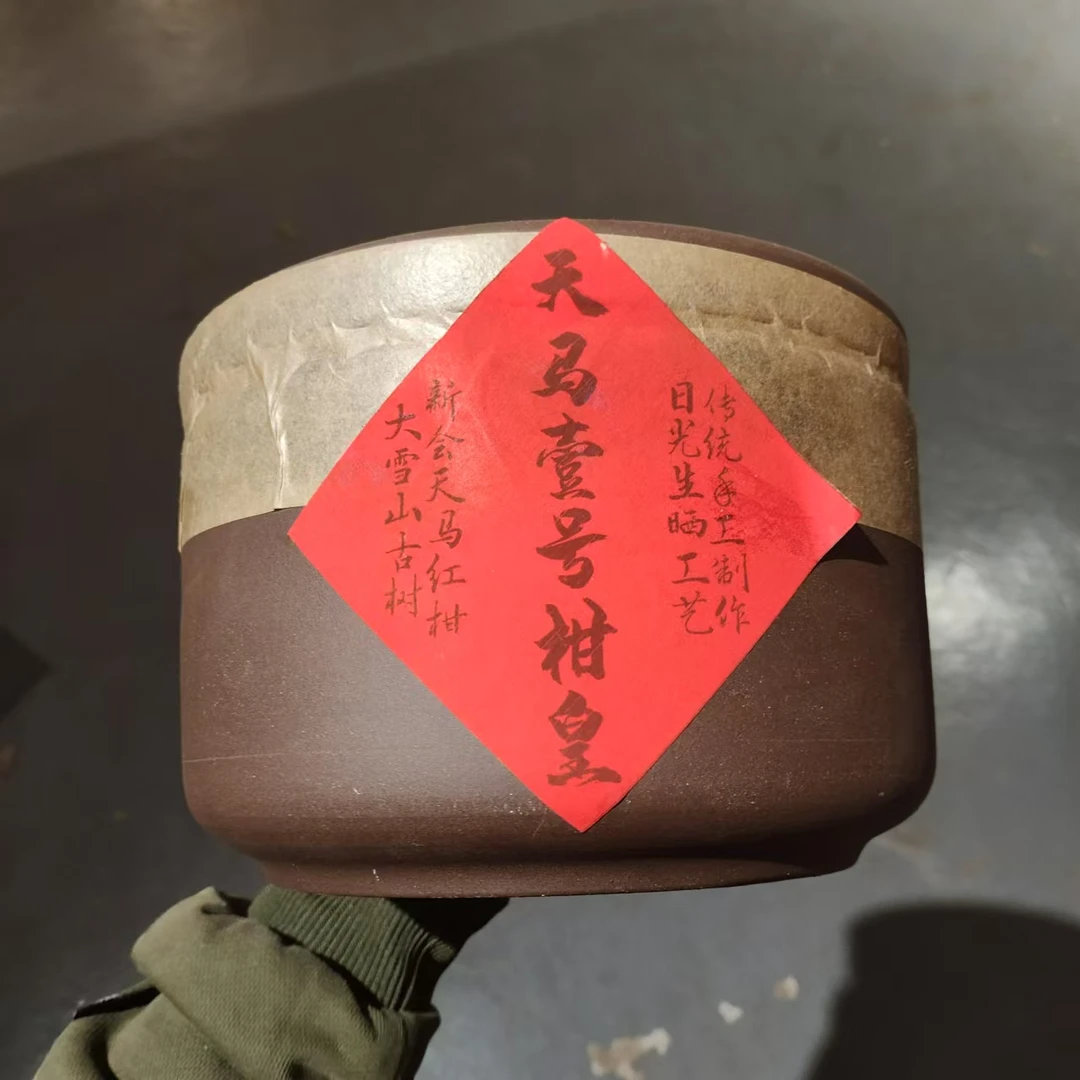 传统手工制作
日光生晒工艺
天马壹号柑皇
新会天马红柑
大雪山古树